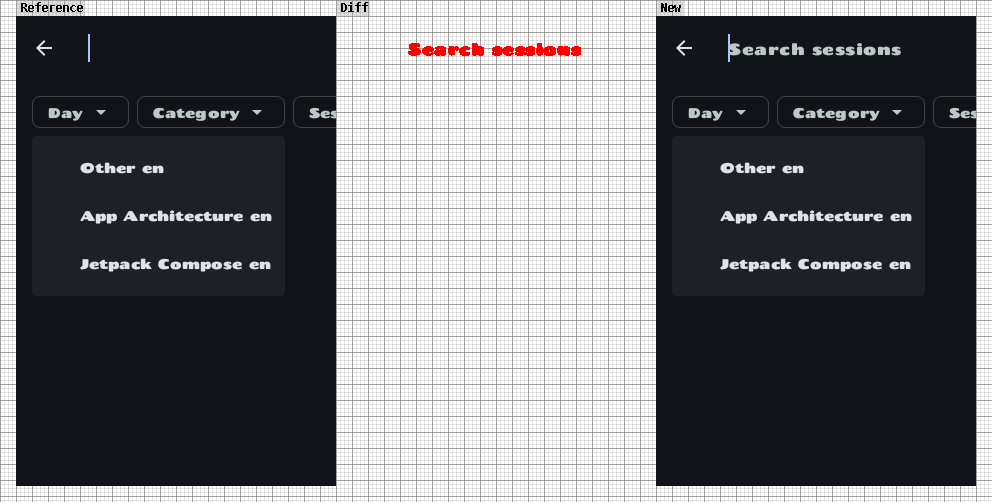 Reference
Diff
New
Search sessions
Search sessions
Day
Category
Ses
Day
Category
Ses
Other en
App Architecture en
Jetpack Compose en
Other en
App Architecture en
Jetpack Compose en